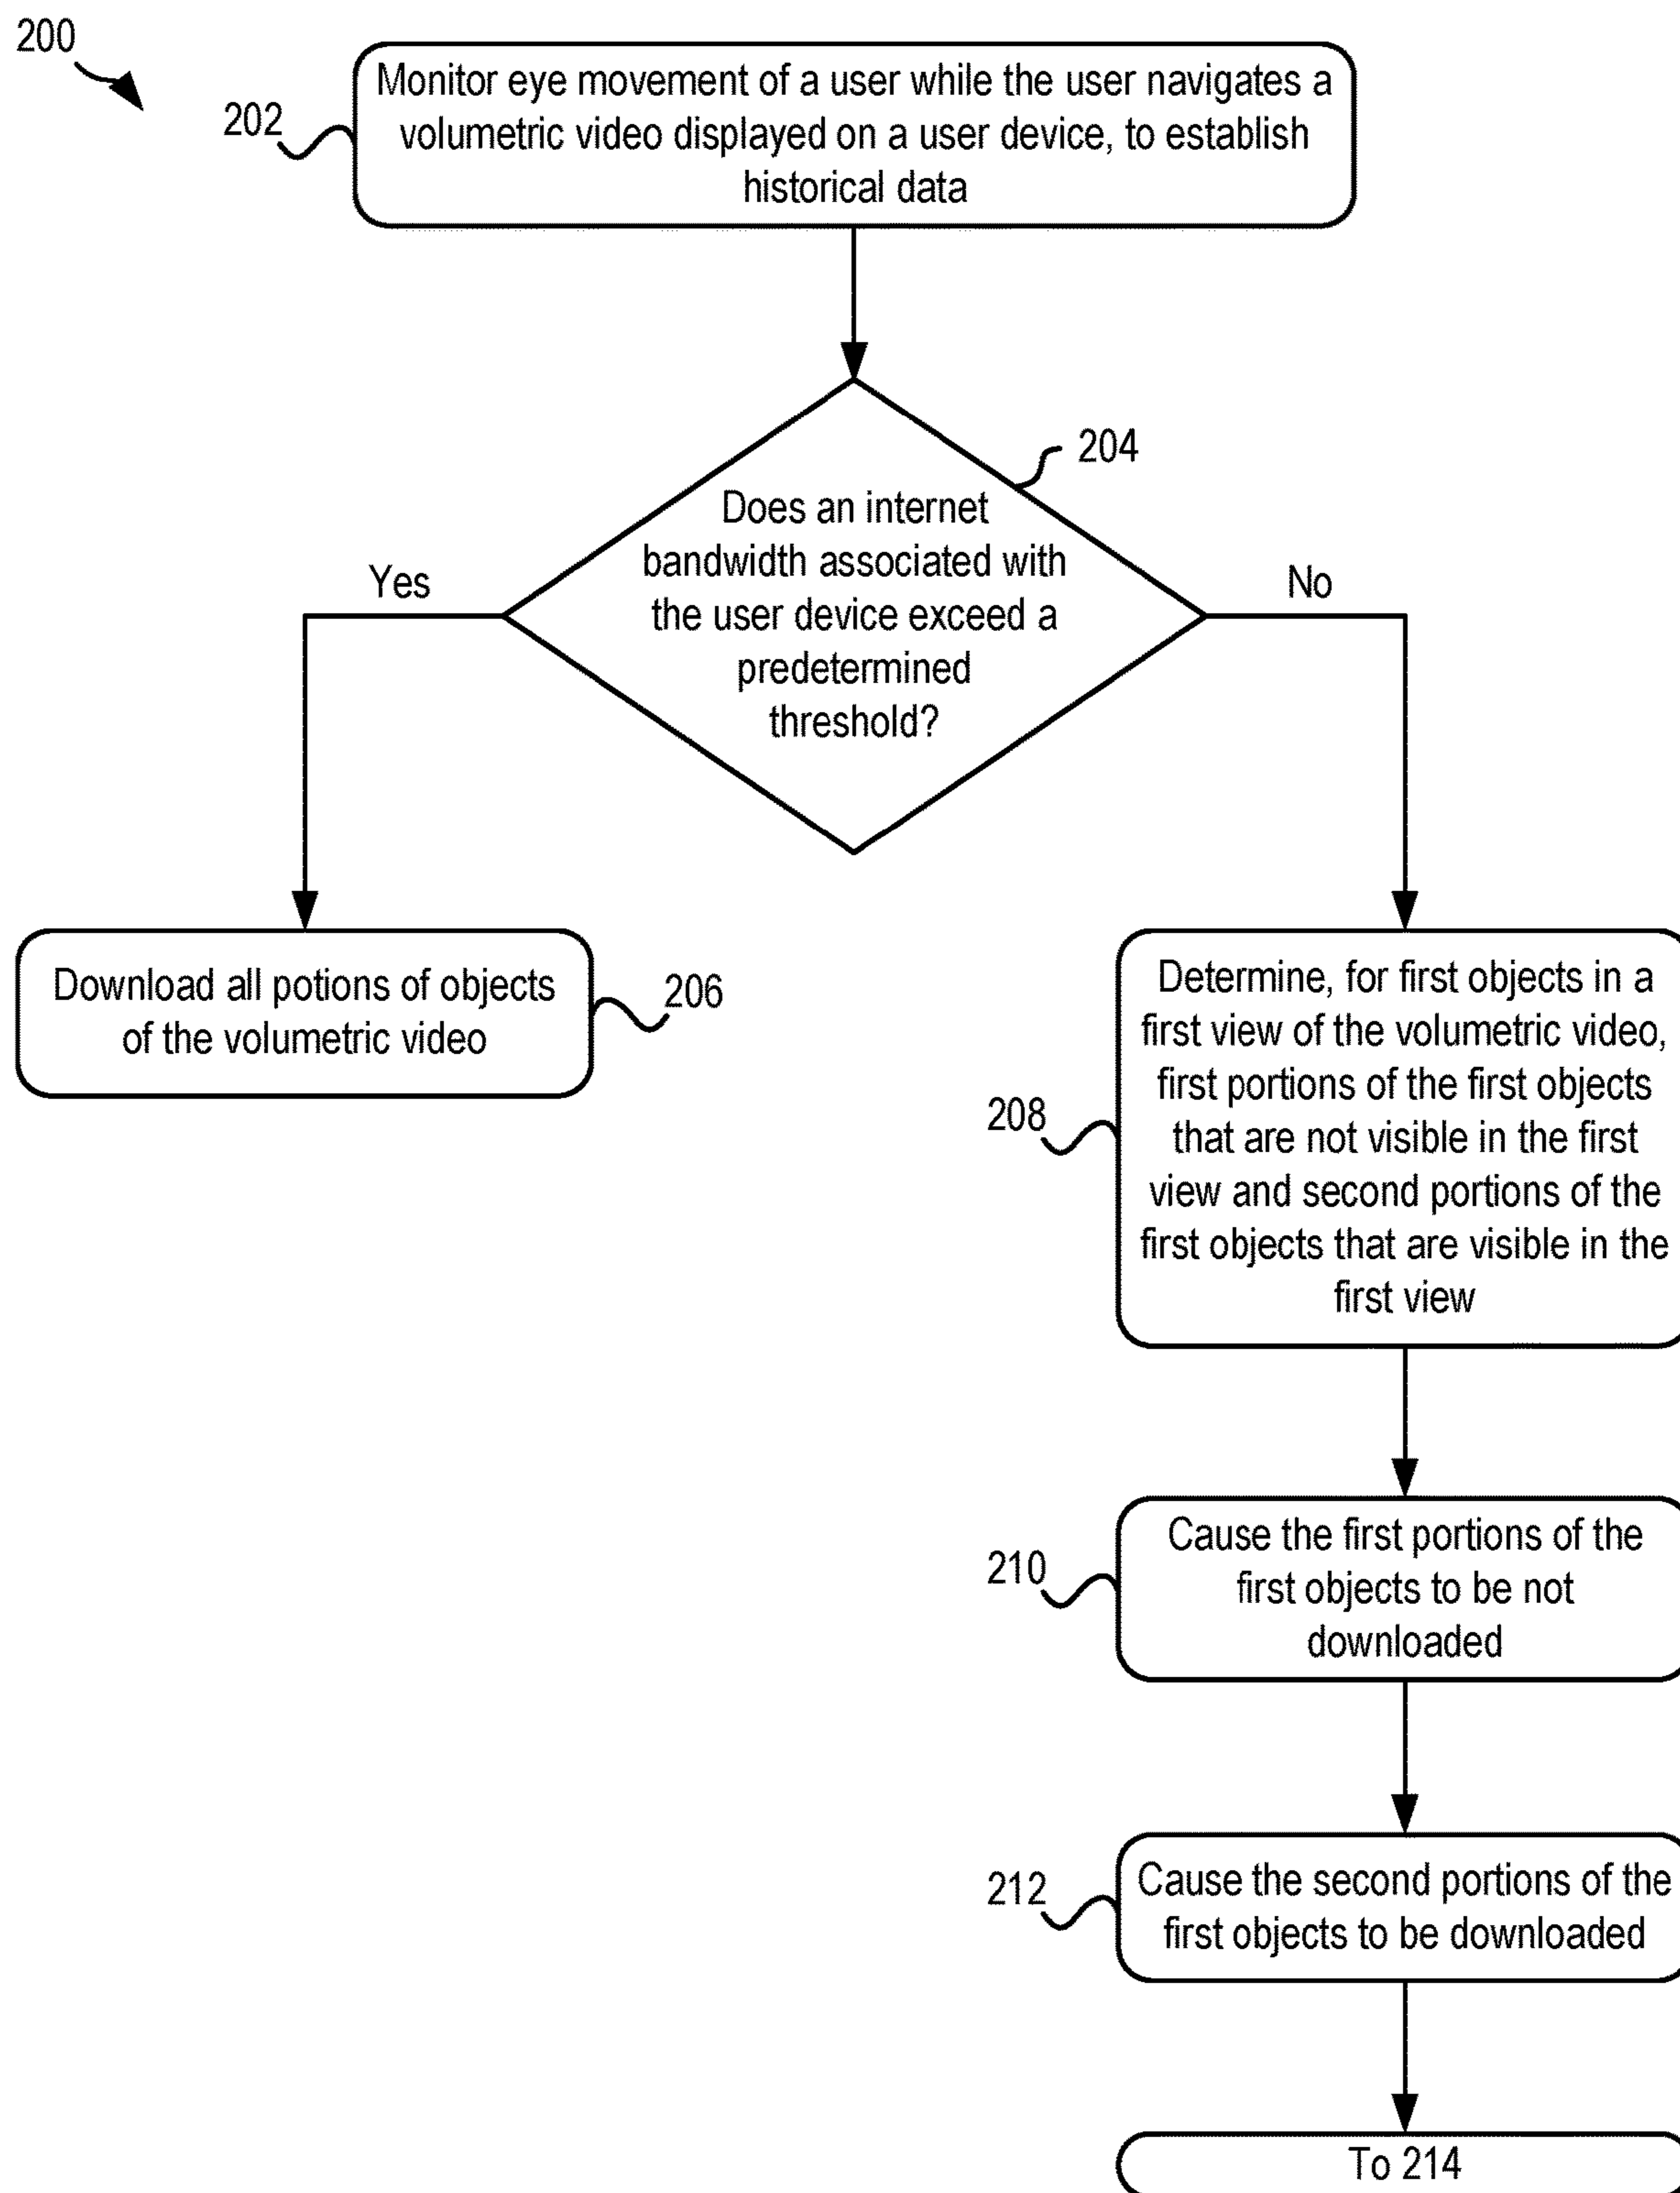 200
202
Monitor eye movement of a user while the user navigates a
volumetric video displayed on a user device, to establish
historical data
204
Does an internet
bandwidth associated with
the user device exceed a
predetermined
threshold?
Yes
No
Download all potions of objects
of the volumetric video
206
208
Determine, for first objects in a
first view of the volumetric video,
first portions of the first objects
that are not visible in the first
view and second portions of the
first objects that are visible in the
first view
210
Cause the first portions of the
first objects to be not
downloaded
212
Cause the second portions of the
first objects to be downloaded
To 214